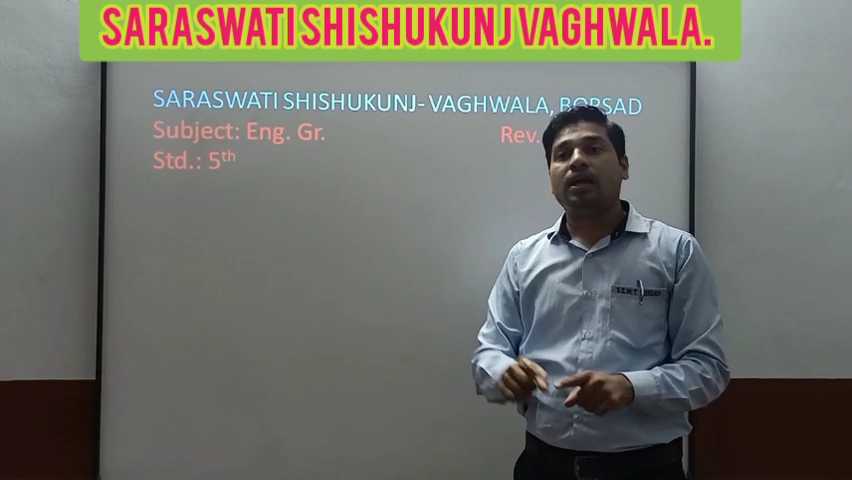 SARASWATI SHISHUKUNJ VAGHWALA.
SARASWATI SHISHUKUNJ- VAGHWALA, BORSAD
Subject: Eng. Gr.
Rev.
Std.: 5th